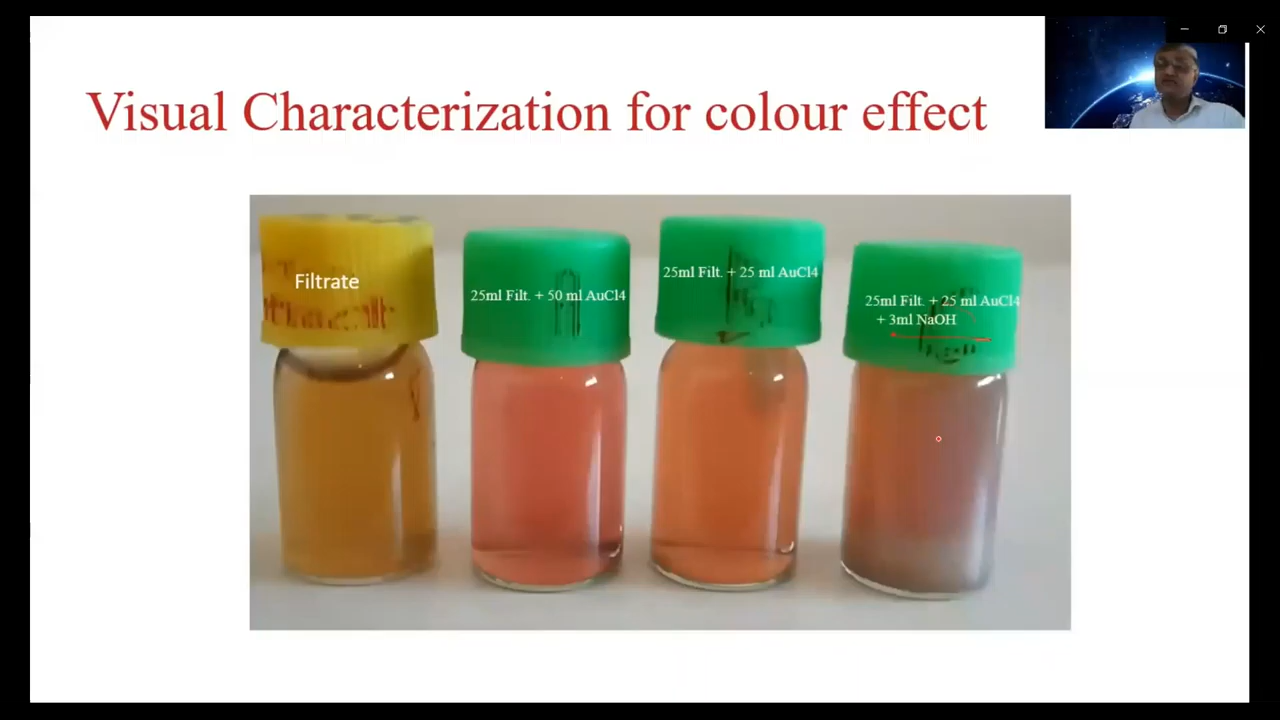 Visual Characterization for colour effect
Filtrate
25ml Filt. + 50 ml AuCl4
25ml Filt. + 25 ml AuCl4
25ml Filt. + 25 ml AuCl4
+ 3ml NaOH